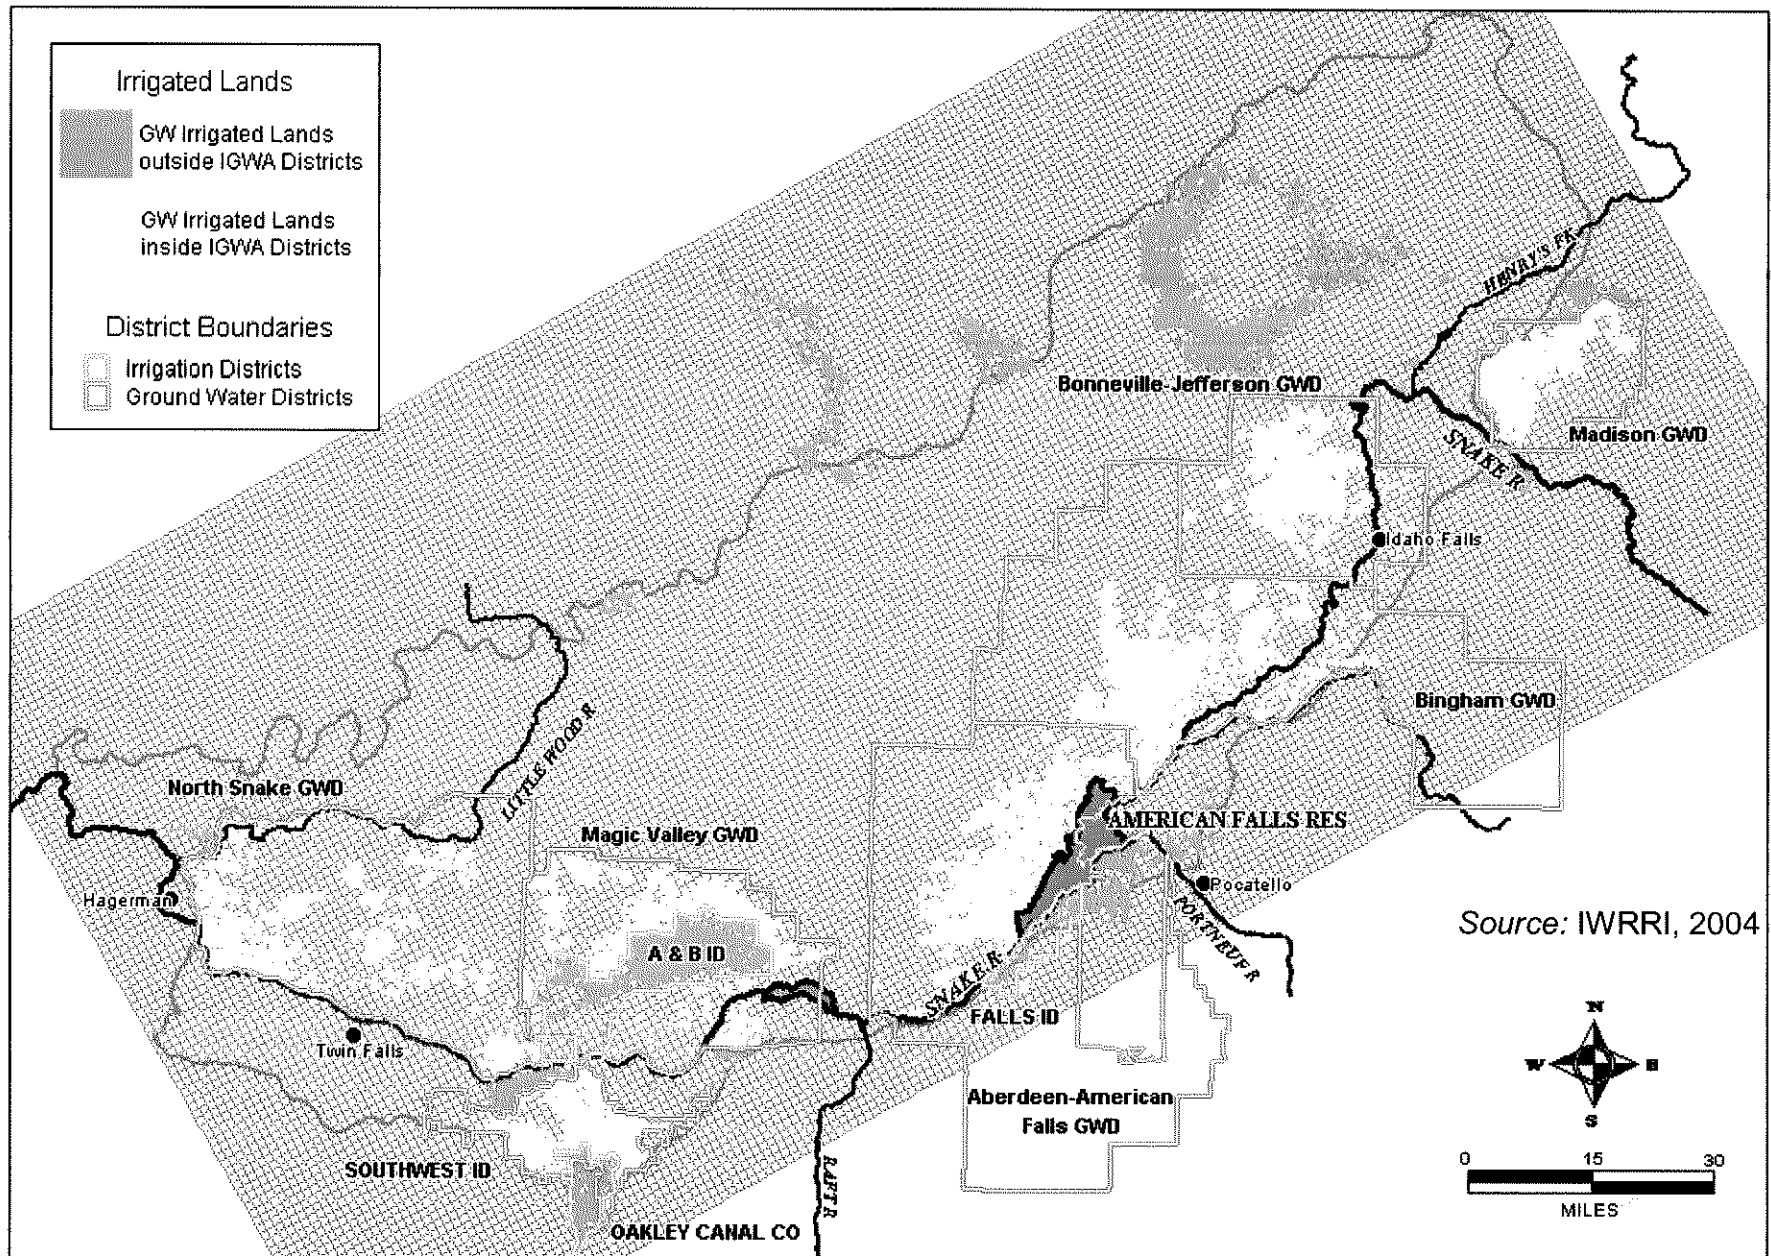 Irrigated Lands
GW Irrigated Lands
outside IGWA Districts
GW Irrigated Lands
inside IGWA Districts
District Boundaries
Irrigation Districts
Ground Water Districts
HENRY'S FK
Bonneville-Jefferson GWD
Madison GWD
SNAKE R
Idaho Falls
Bingham GWD
LITTLE WOOD R
North Snake GWD
Magic Valley GWD
AMERICAN FALLS RES
Hagerman
Pocatello
PORTNEUF R
Source: IWRRI, 2004
A & B ID
SNAKE R
FALLS ID
Twin Falls
Aberdeen-American
Falls GWD
SOUTHWEST ID
RAFT R
OAKLEY CANAL CO
N
W
E
S
0 15 30
MILES